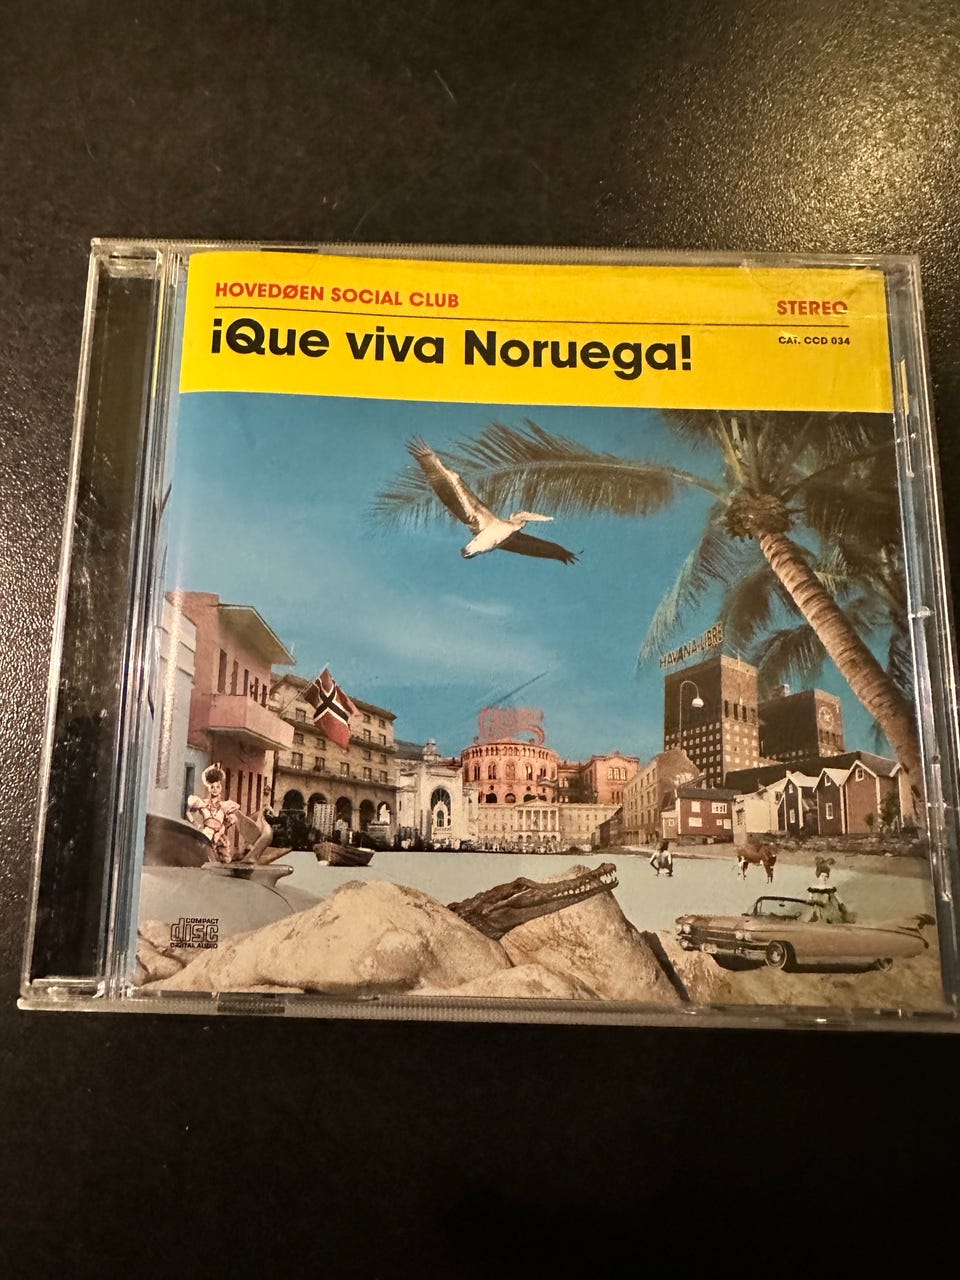 HOVEDØEN SOCIAL CLUB
STEREO
¡Que viva Noruega!
CAT. CCD 034
HAVANA LIBRE
COMPACT
disc
DIGITAL AUDIO